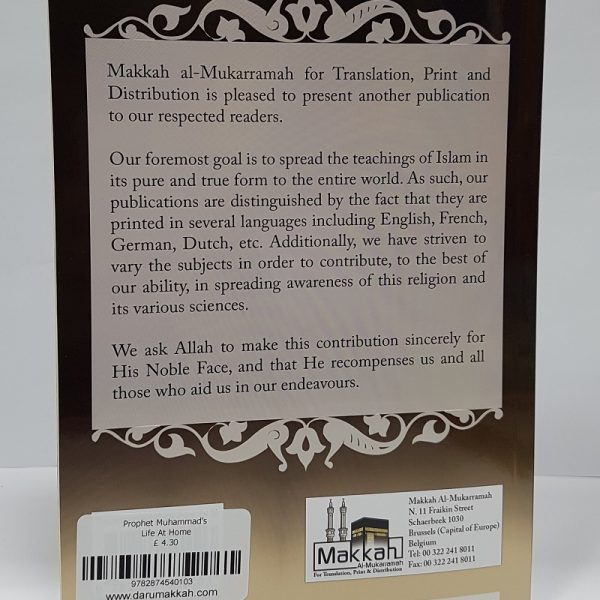 Makkah al-Mukarramah for Translation, Print and
Distribution is pleased to present another publication
to our respected readers.
Our foremost goal is to spread the teachings of Islam in
its pure and true form to the entire world. As such, our
publications are distinguished by the fact that they are
printed in several languages including English, French,
German, Dutch, etc. Additionally, we have striven to
vary the subjects in order to contribute, to the best of
our ability, in spreading awareness of this religion and
its various sciences.
We ask Allah to make this contribution sincerely for
His Noble Face, and that He recompenses us and all
those who aid us in our endeavours.
Prophet Muhammad's
Life At Home
£ 4.30
9782874540103
www.darumakkah.com
Makkah
Al-Mukarramah
For Translation, Print & Distribution
Makkah Al-Mukarramah
N. 11 Fraikin Street
Schaerbeek 1030
Brussels (Capital of Europe)
Belgium
Tel: 00 322 241 8011
Fax: 00 322 241 8011